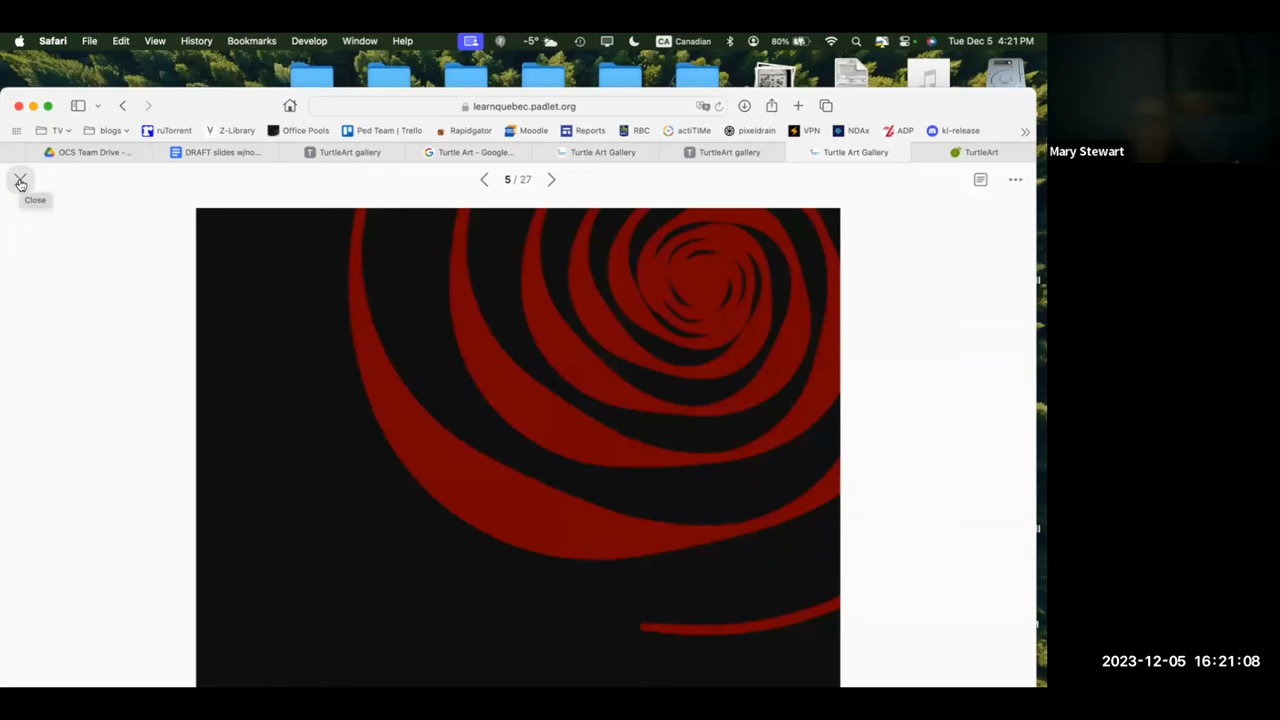 Safari File Edit View History Bookmarks Develop Window Help -5° CA Canadian 80% Tue Dec 5 4:21 PM
learnquebec.padlet.org
TV blogs ruTorrent Z-Library Office Pools Ped Team | Trello Rapidgator Moodle Reports RBC actiTIMe pixeldrain VPN NDAx ADP ki-release
OCS Team Drive -... DRAFT slides w/no... TurtleArt gallery Turtle Art - Google... Turtle Art Gallery TurtleArt gallery Turtle Art Gallery TurtleArt
Mary Stewart
5 / 27
Close
2023-12-05 16:21:08